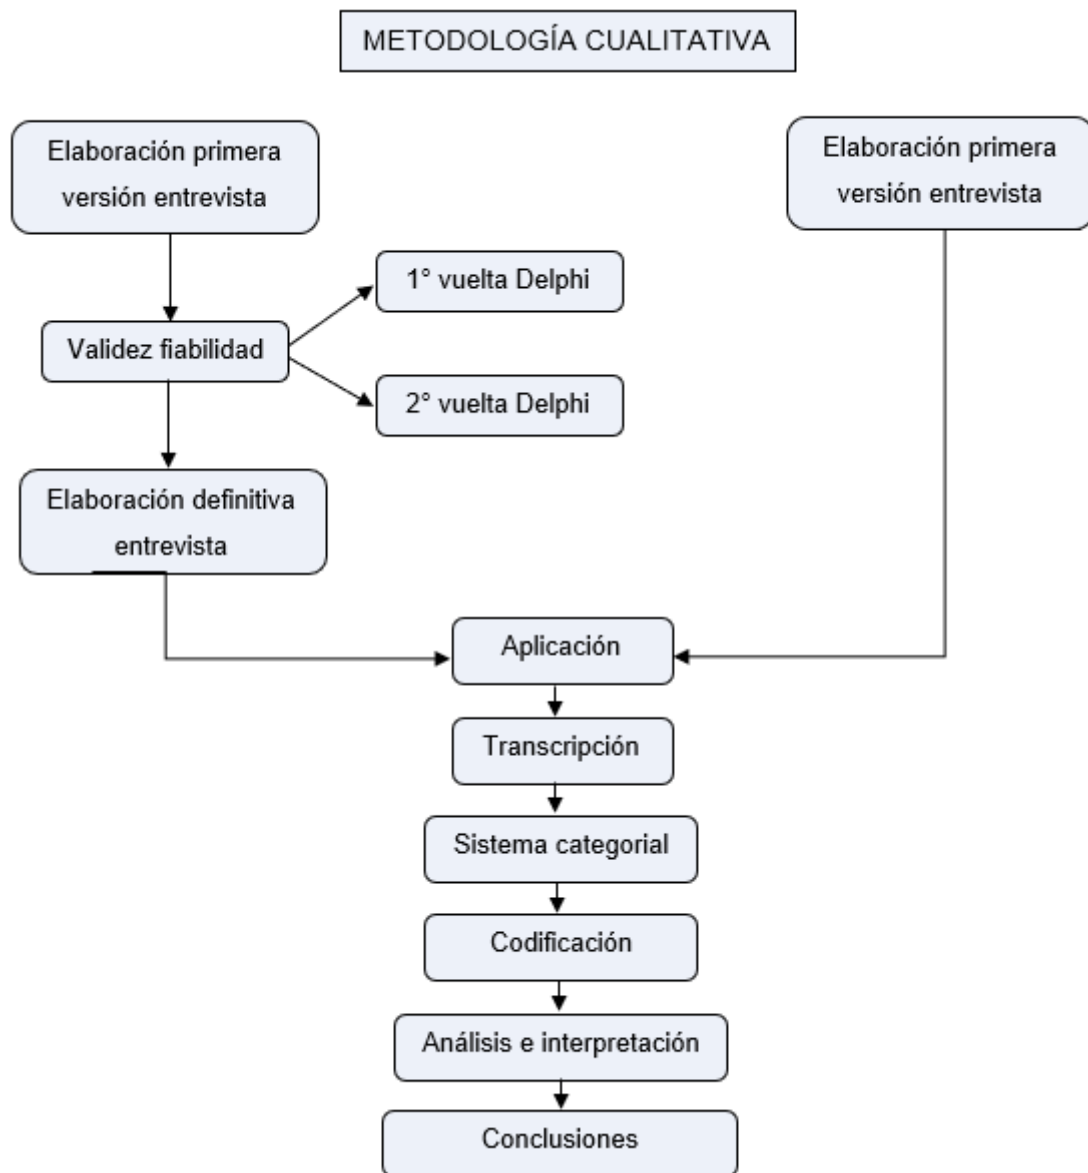 METODOLOGÍA CUALITATIVA
Elaboración primera
versión entrevista
Elaboración primera
versión entrevista
1° vuelta Delphi
Validez fiabilidad
2° vuelta Delphi
Elaboración definitiva
entrevista
Aplicación
Transcripción
Sistema categorial
Codificación
Análisis e interpretación
Conclusiones